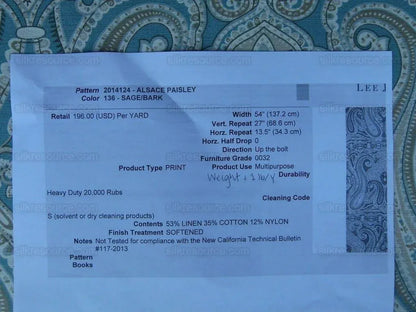 Pattern 2014124 - ALSACE PAISLEY
Color 136 - SAGE/BARK
LEE J
Retail 196.00 (USD) Per YARD
Width 54" (137.2 cm)
Vert. Repeat 27" (68.6 cm)
Horz. Repeat 13.5" (34.3 cm)
Horz. Half Drop 0
Direction Up the bolt
Furniture Grade 0032
Product Type PRINT
Product Use Multipurpose
Weight 1 lb/y
Durability
Heavy Duty 20,000 Rubs
Cleaning Code
S (solvent or dry cleaning products)
Contents 53% LINEN 35% COTTON 12% NYLON
Finish Treatment SOFTENED
Notes Not Tested for compliance with the New California Technical Bulletin
#117-2013
Pattern
Books